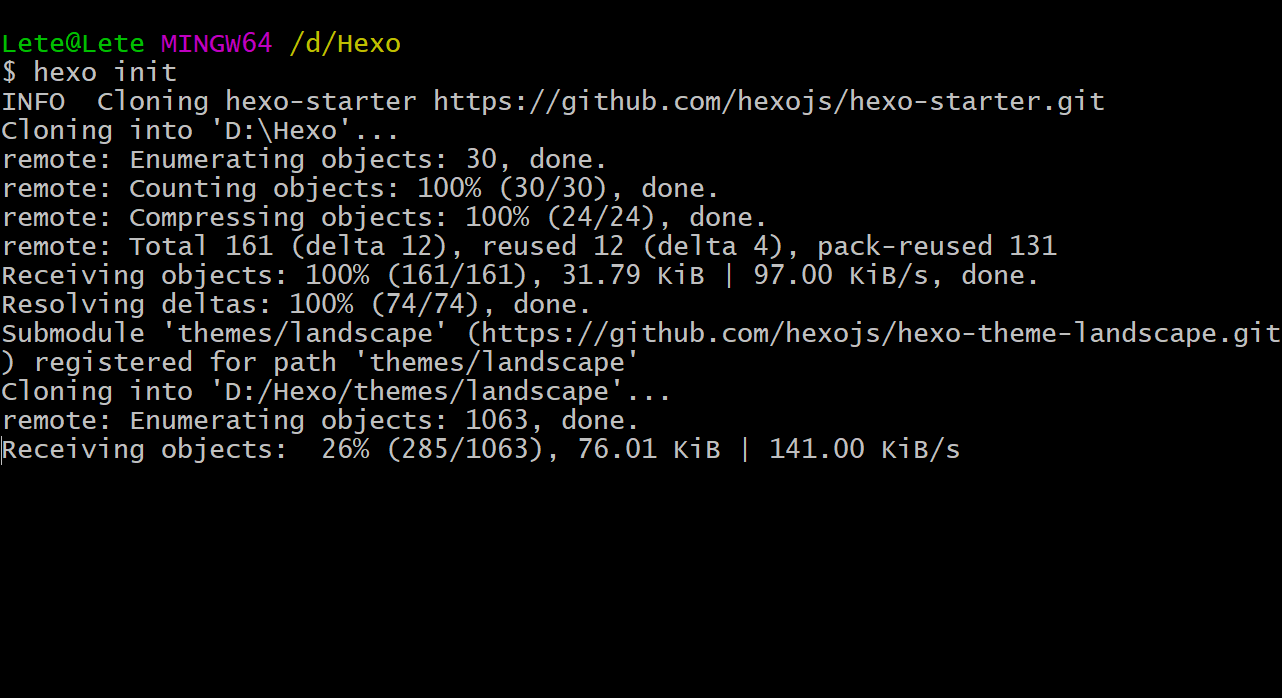 Lete@Lete MINGW64 /d/Hexo
$ hexo init
INFO  Cloning hexo-starter https://github.com/hexojs/hexo-starter.git
Cloning into 'D:\Hexo'...
remote: Enumerating objects: 30, done.
remote: Counting objects: 100% (30/30), done.
remote: Compressing objects: 100% (24/24), done.
remote: Total 161 (delta 12), reused 12 (delta 4), pack-reused 131
Receiving objects: 100% (161/161), 31.79 KiB | 97.00 KiB/s, done.
Resolving deltas: 100% (74/74), done.
Submodule 'themes/landscape' (https://github.com/hexojs/hexo-theme-landscape.git
) registered for path 'themes/landscape'
Cloning into 'D:/Hexo/themes/landscape'...
remote: Enumerating objects: 1063, done.
Receiving objects:  26% (285/1063), 76.01 KiB | 141.00 KiB/s